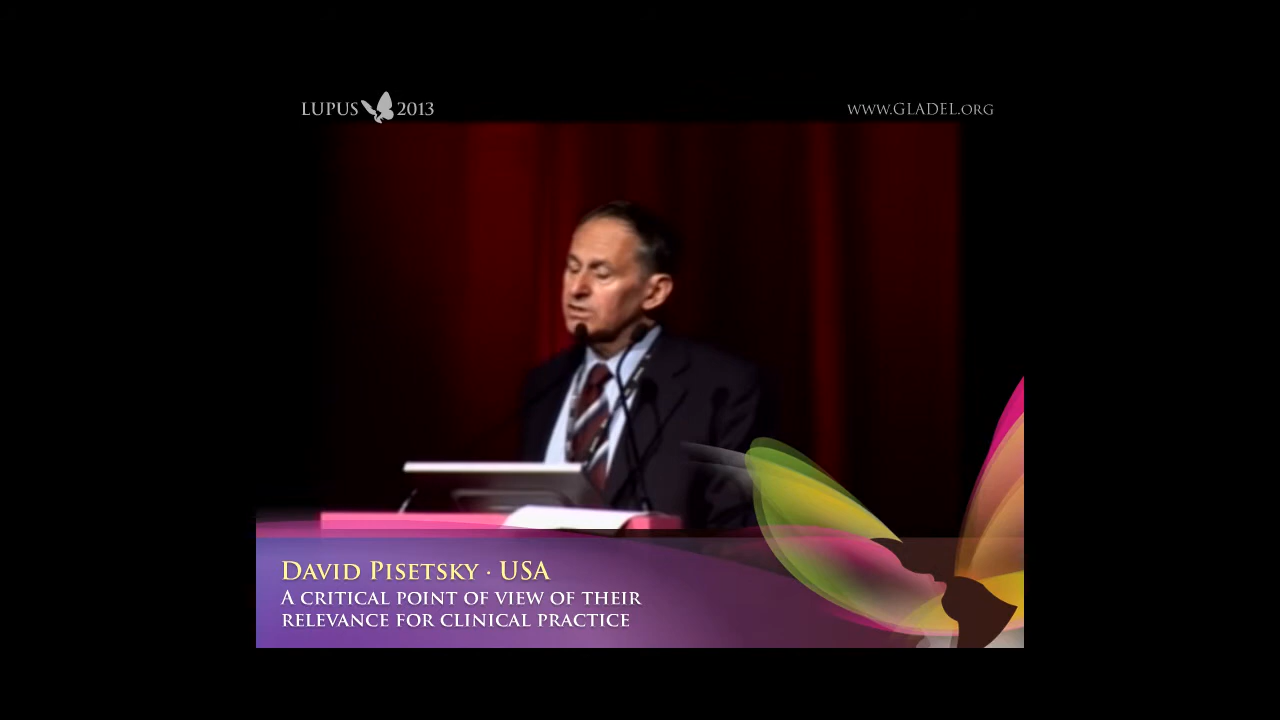 LUPUS 2013
WWW.GLADEL.ORG
DAVID PISETSKY · USA
A CRITICAL POINT OF VIEW OF THEIR
RELEVANCE FOR CLINICAL PRACTICE